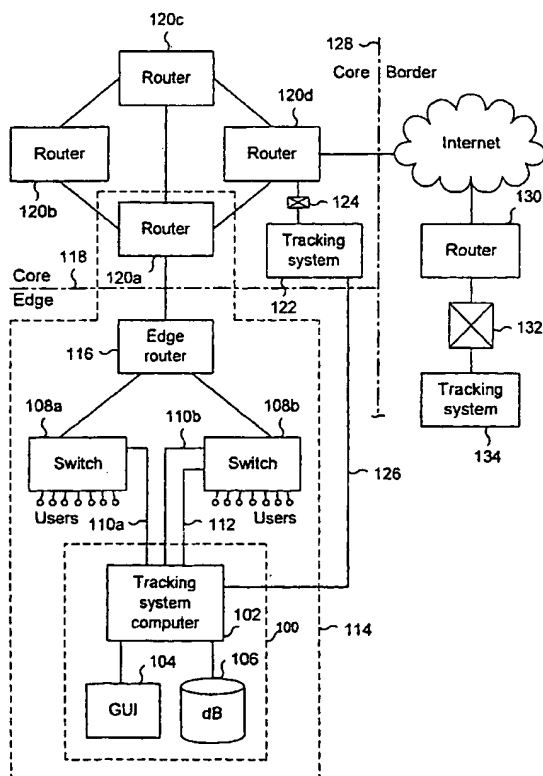 120c
128
Router
Core
Border
120d
Router
Router
Internet
120b
124
130
Router
Tracking
system
Router
Core
118
120a
122
Edge
132
Edge
router
116
Tracking
system
108a
110b
108b
134
Switch
Switch
126
Users
110a
112
Users
Tracking
system
computer
102
100
114
104
106
GUI
dB